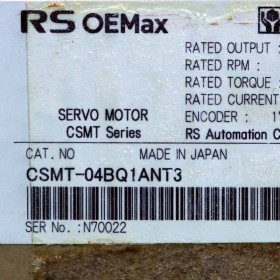 RS OEMax
RATED OUTPUT :
RATED RPM :
RATED TORQUE :
RATED CURRENT
SERVO MOTOR
ENCODER :
CSMT Series
RS Automation C
CAT. NO
MADE IN JAPAN
CSMT-04BQ1ANT3
SER No.:N70022